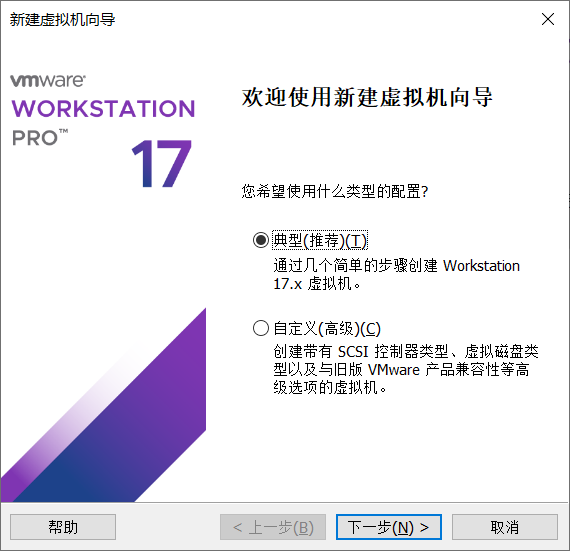 新建虚拟机向导
vmware
WORKSTATION
PRO™
17
欢迎使用新建虚拟机向导
您希望使用什么类型的配置?
典型(推荐)(T)
通过几个简单的步骤创建 Workstation
17.x 虚拟机。
自定义(高级)(C)
创建带有 SCSI 控制器类型、虚拟磁盘类
型以及与旧版 VMware 产品兼容性等高
级选项的虚拟机。
帮助
< 上一步(B)
下一步(N) >
取消